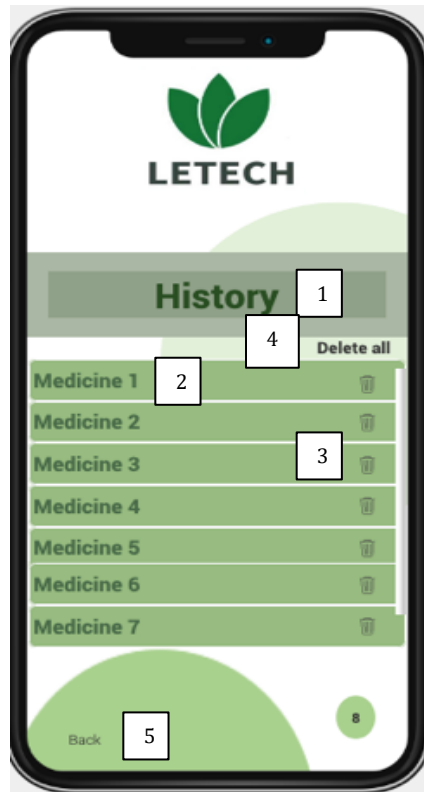 LETECH
History 1
4
Delete all
Medicine 1 2
Medicine 2
Medicine 3 3
Medicine 4
Medicine 5
Medicine 6
Medicine 7
8
Back 5